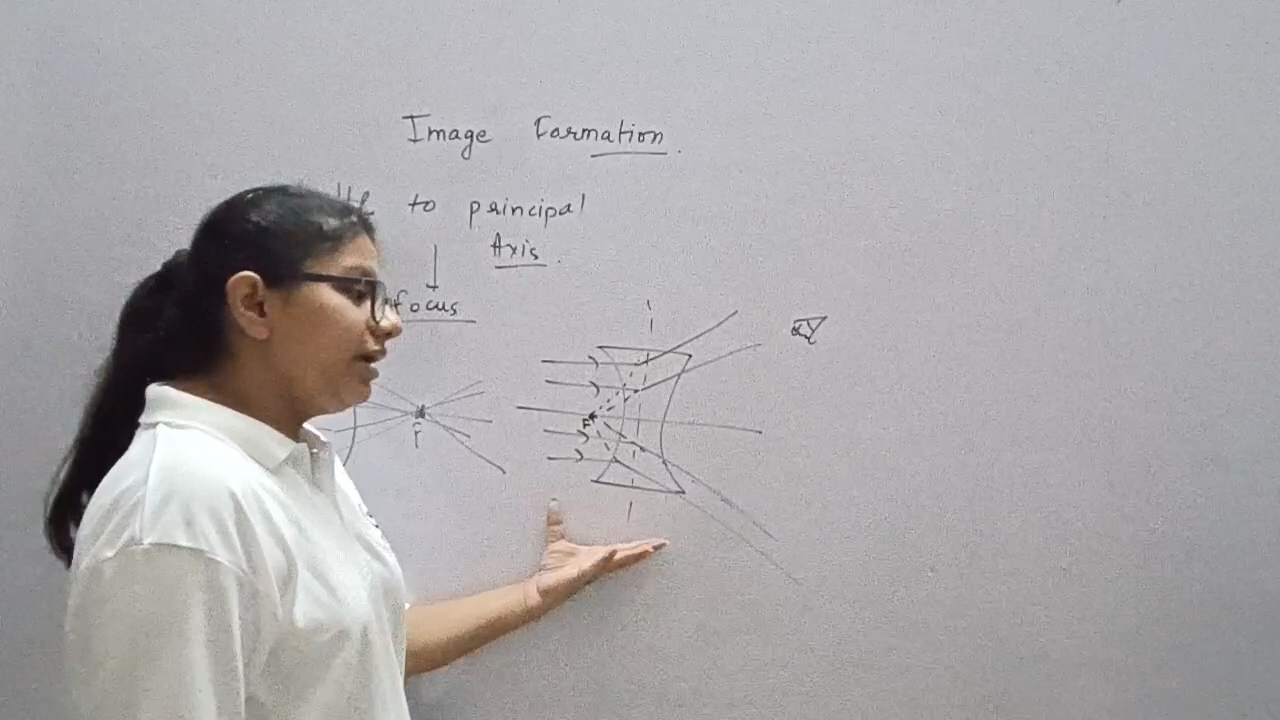 Image Formation.
to principal
Axis.
focus
F
F